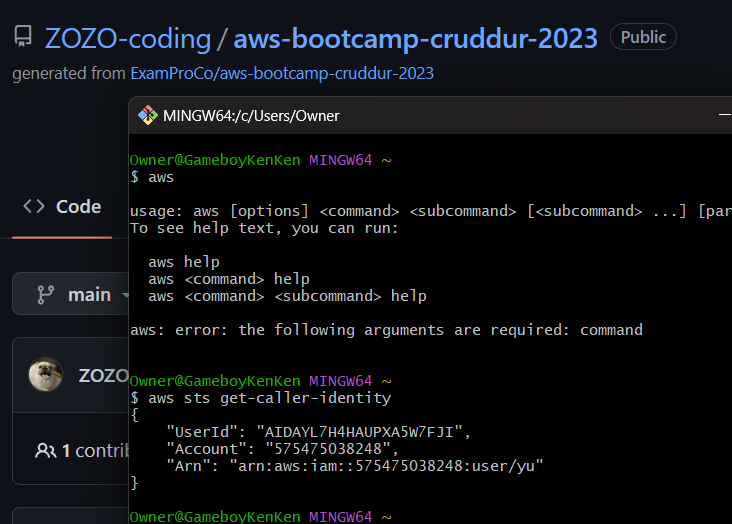 ZOZO-coding / aws-bootcamp-cruddur-2023 Public
generated from ExamProCo/aws-bootcamp-cruddur-2023
MINGW64:/c/Users/Owner
Owner@GameboyKenKen MINGW64 ~
$ aws
usage: aws [options] <command> <subcommand> [<subcommand> ...] [par
To see help text, you can run:
aws help
aws <command> help
aws <command> <subcommand> help
aws: error: the following arguments are required: command
Owner@GameboyKenKen MINGW64 ~
$ aws sts get-caller-identity
{
"UserId": "AIDAYL7H4HAUPXA5W7FJI",
"Account": "575475038248",
"Arn": "arn:aws:iam::575475038248:user/yu"
}
Owner@GameboyKenKen MINGW64 ~
<> Code
main
ZOZO
1 contrib